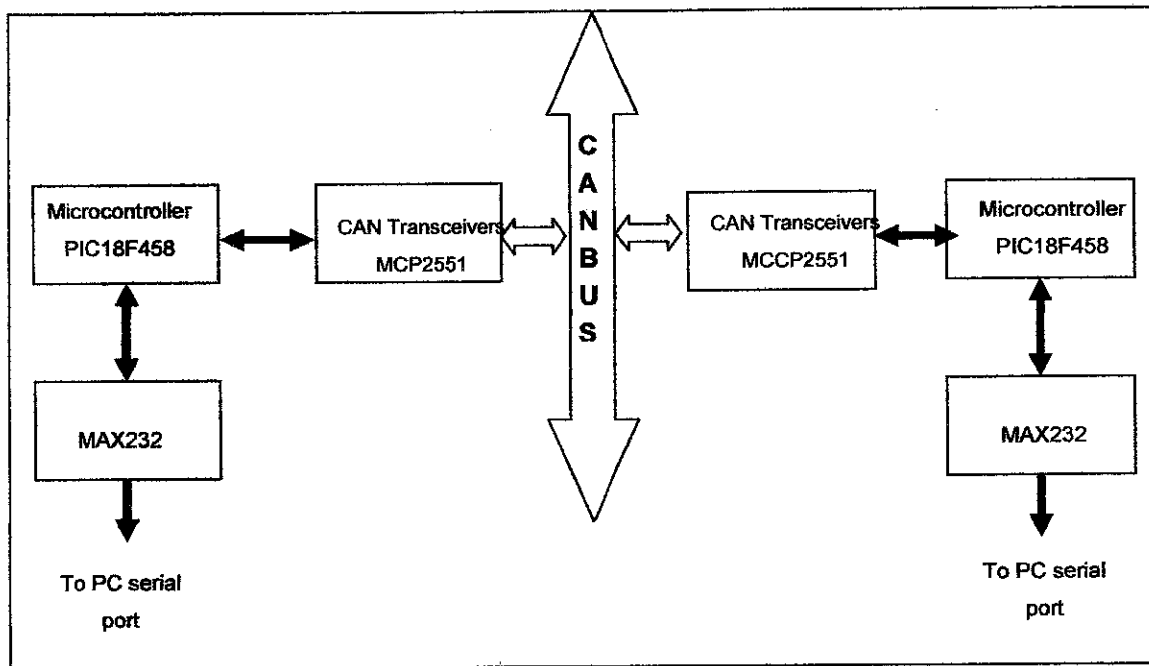 Microcontroller
PIC18F458
CAN Transceivers
MCP2551
CANBUS
CAN Transceivers
MCCP2551
Microcontroller
PIC18F458
MAX232
MAX232
To PC serial
port
To PC serial
port